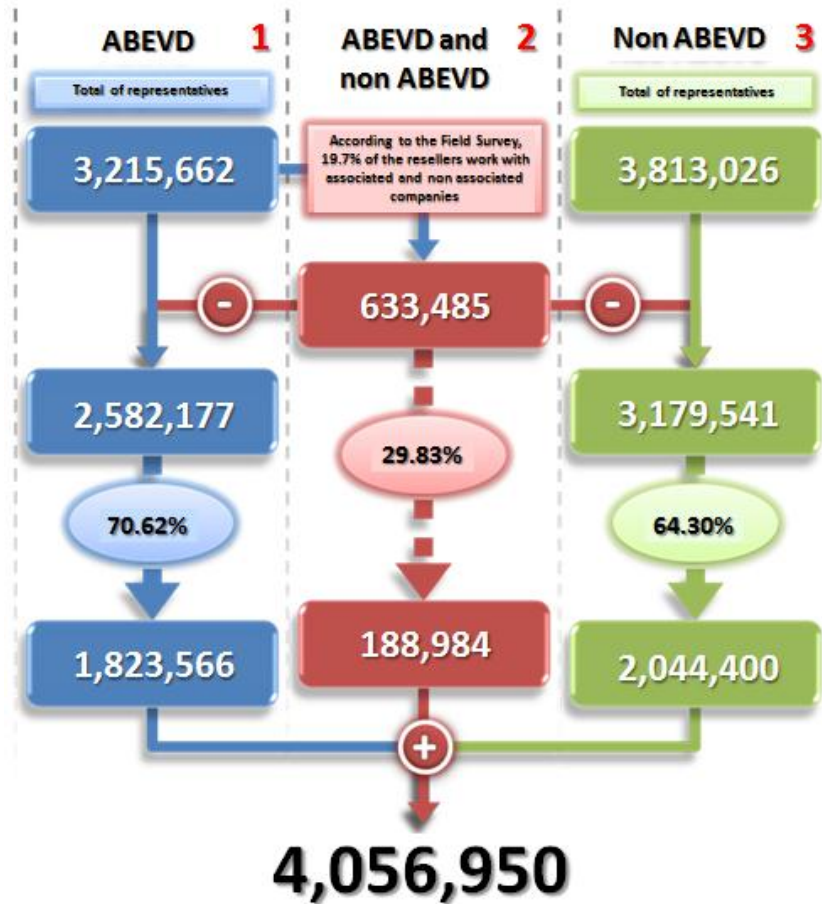 ABEVD 1
Total of representatives
3,215,662
ABEVD and 2
non ABEVD
According to the Field Survey,
19.7% of the resellers work with
associated and non associated
companies
Non ABEVD 3
Total of representatives
3,813,026
-
633,485
-
2,582,177
3,179,541
70.62%
29.83%
64.30%
1,823,566
188,984
2,044,400
+
4,056,950